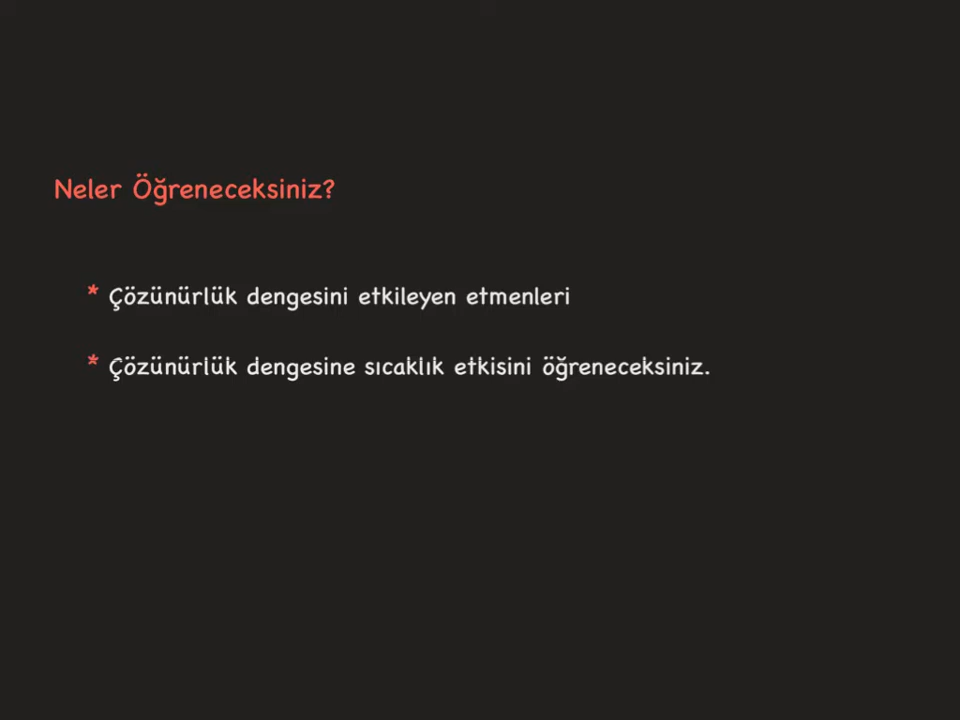 Neler Öğreneceksiniz?
* Çözünürlük dengesini etkileyen etmenleri
* Çözünürlük dengesine sıcaklık etkisini öğreneceksiniz.